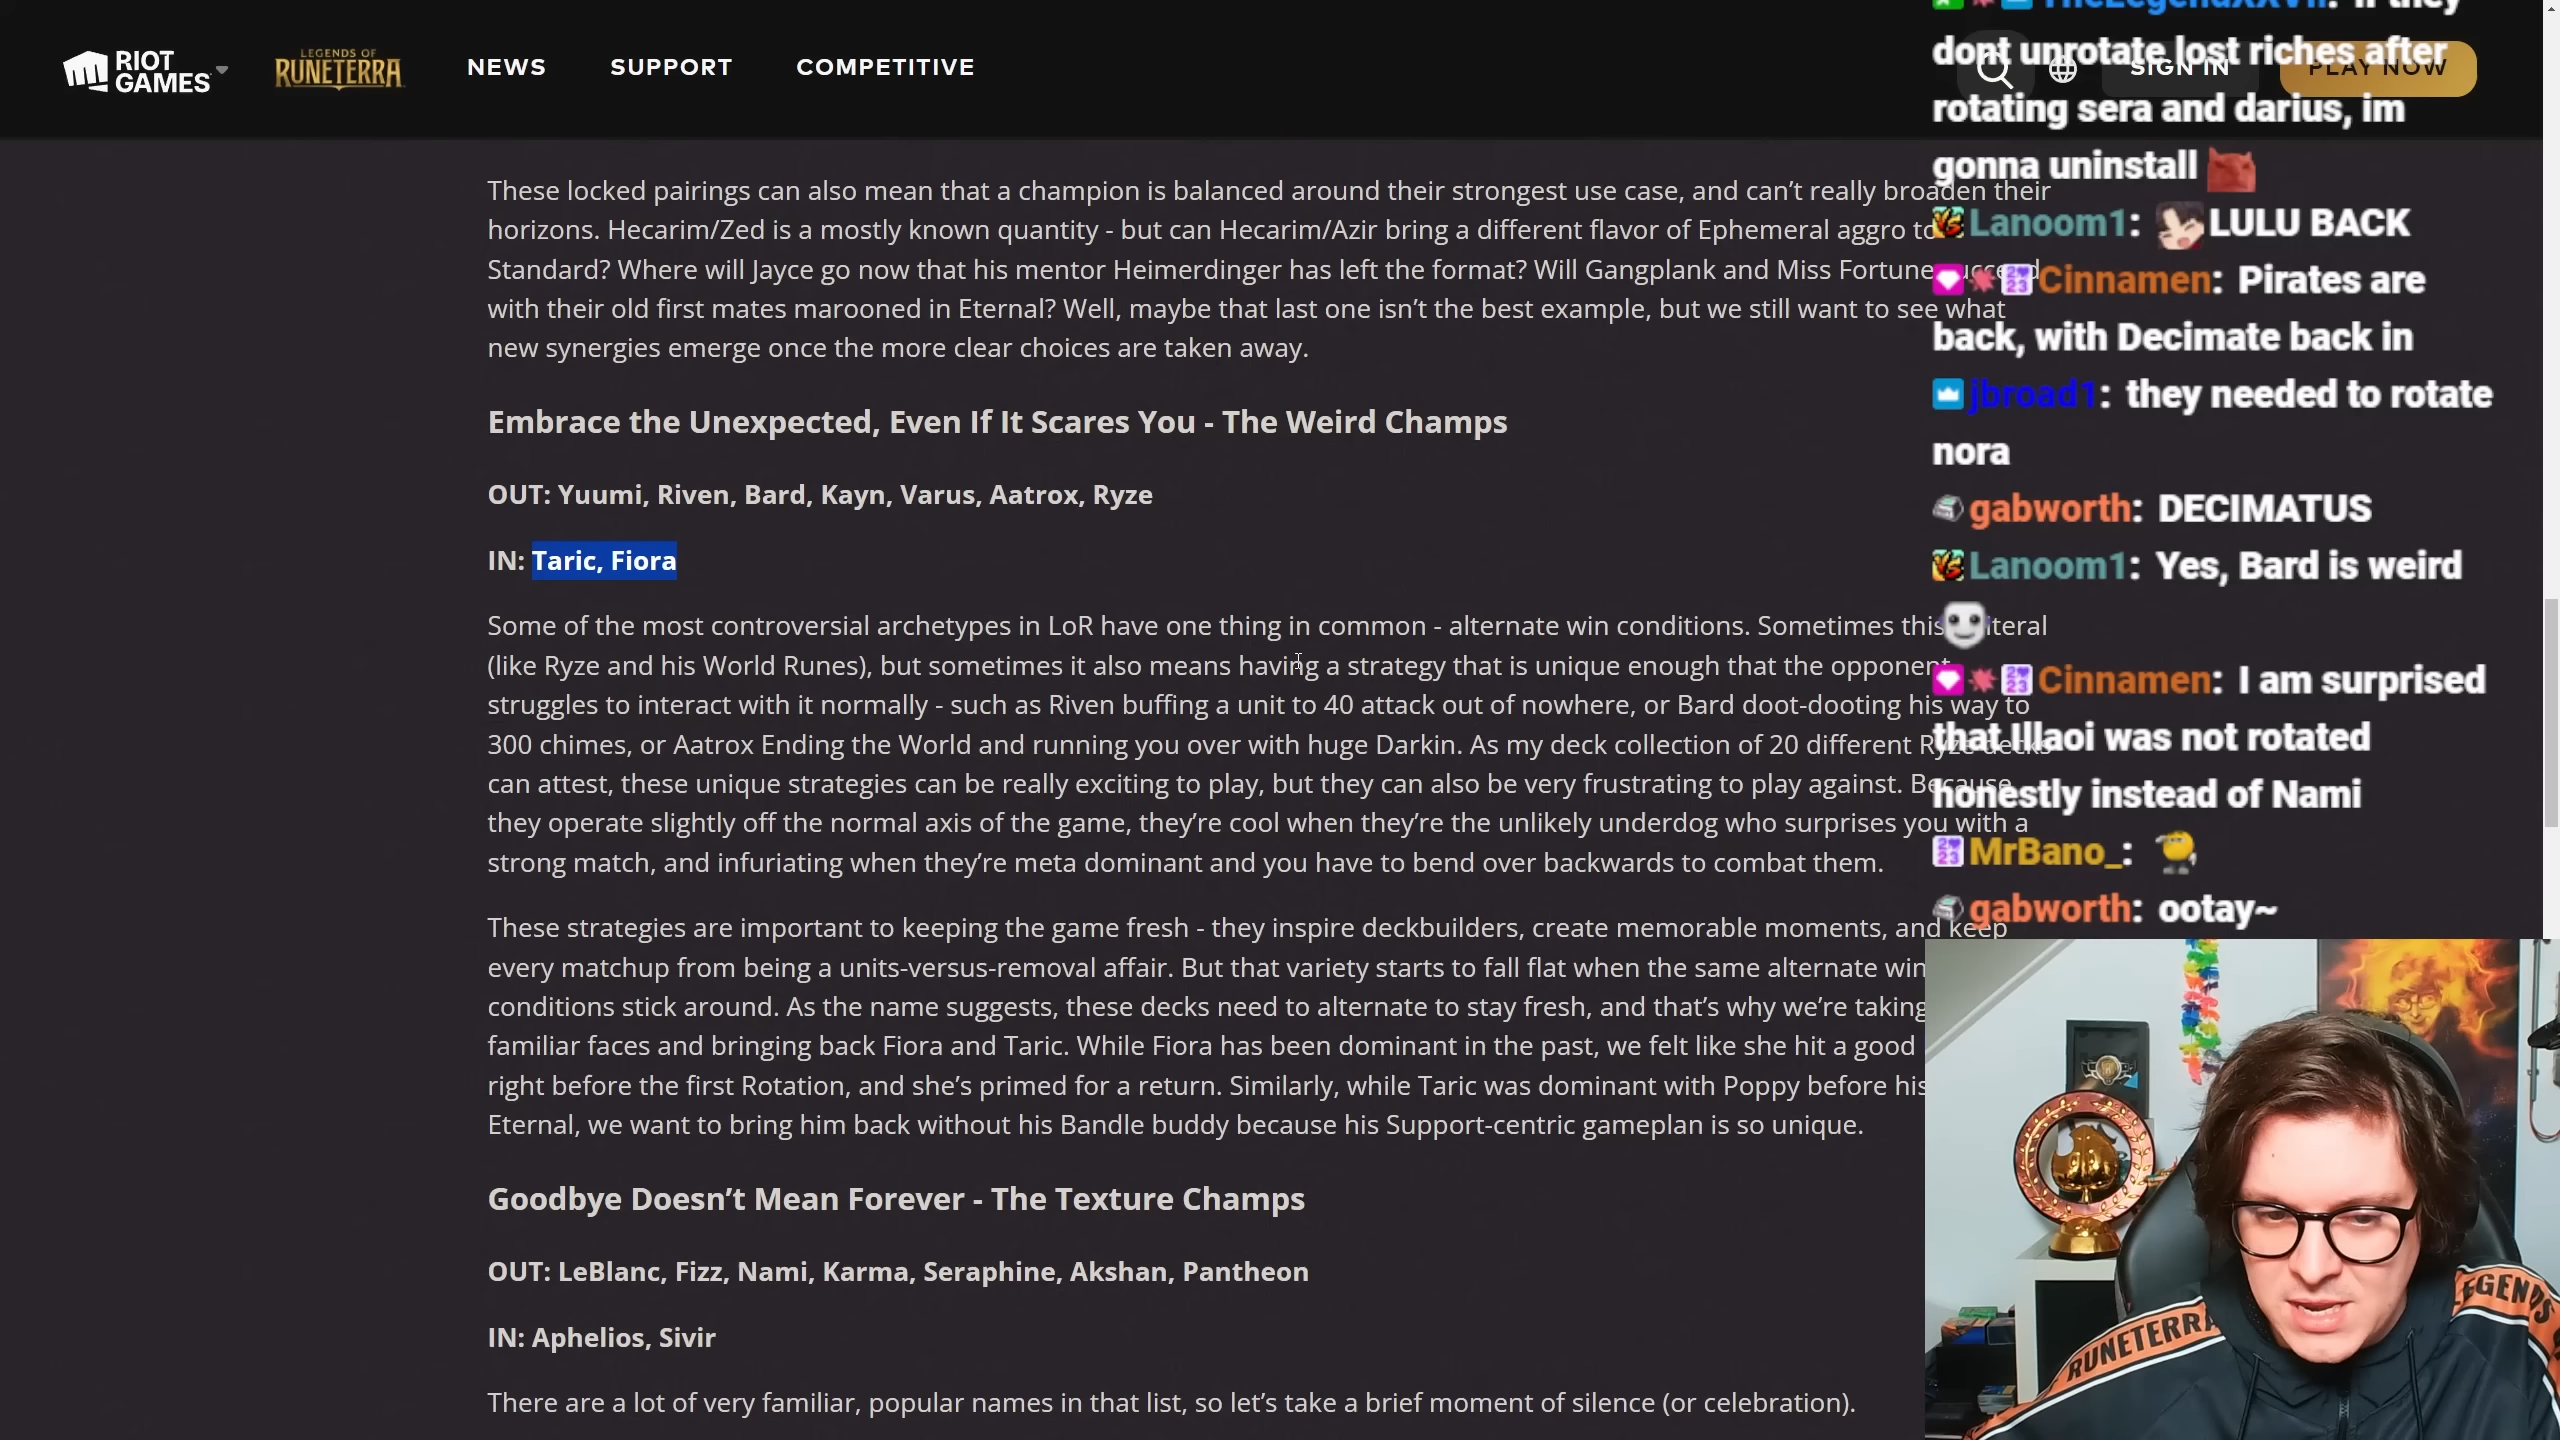 RIOT GAMES
LEGENDS OF RUNETERRA
NEWS
SUPPORT
COMPETITIVE
SIGN IN
PLAY NOW
These locked pairings can also mean that a champion is balanced around their strongest use case, and can't really broaden their
horizons. Hecarim/Zed is a mostly known quantity - but can Hecarim/Azir bring a different flavor of Ephemeral aggro to
Standard? Where will Jayce go now that his mentor Heimerdinger has left the format? Will Gangplank and Miss Fortune
with their old first mates marooned in Eternal? Well, maybe that last one isn't the best example, but we still want to see what
new synergies emerge once the more clear choices are taken away.
Embrace the Unexpected, Even If It Scares You - The Weird Champs
OUT: Yuumi, Riven, Bard, Kayn, Varus, Aatrox, Ryze
IN: Taric, Fiora
Some of the most controversial archetypes in LoR have one thing in common - alternate win conditions. Sometimes this
(like Ryze and his World Runes), but sometimes it also means having a strategy that is unique enough that the opponent
struggles to interact with it normally - such as Riven buffing a unit to 40 attack out of nowhere, or Bard doot-dooting his way to
300 chimes, or Aatrox Ending the World and running you over with huge Darkin. As my deck collection of 20 different Ryze decks
can attest, these unique strategies can be really exciting to play, but they can also be very frustrating to play against. Because
they operate slightly off the normal axis of the game, they're cool when they're the unlikely underdog who surprises you with a
strong match, and infuriating when they're meta dominant and you have to bend over backwards to combat them.
These strategies are important to keeping the game fresh - they inspire deckbuilders, create memorable moments, and keep
every matchup from being a units-versus-removal affair. But that variety starts to fall flat when the same alternate win
conditions stick around. As the name suggests, these decks need to alternate to stay fresh, and that's why we're taking
familiar faces and bringing back Fiora and Taric. While Fiora has been dominant in the past, we felt like she hit a good
right before the first Rotation, and she's primed for a return. Similarly, while Taric was dominant with Poppy before his
Eternal, we want to bring him back without his Bandle buddy because his Support-centric gameplan is so unique.
Goodbye Doesn't Mean Forever - The Texture Champs
OUT: LeBlanc, Fizz, Nami, Karma, Seraphine, Akshan, Pantheon
IN: Aphelios, Sivir
There are a lot of very familiar, popular names in that list, so let's take a brief moment of silence (or celebration).
TheLegendXXVII: if they
dont unrotate lost riches after
rotating sera and darius, im
gonna uninstall
Lanoom1: LULU BACK
Cinnamen: Pirates are
back, with Decimate back in
jbroad1: they needed to rotate
nora
gabworth: DECIMATUS
Lanoom1: Yes, Bard is weird
Cinnamen: I am surprised
that Illaoi was not rotated
honestly instead of Nami
MrBano_:
gabworth: ootay~
RUNETERRA
LEGENDS